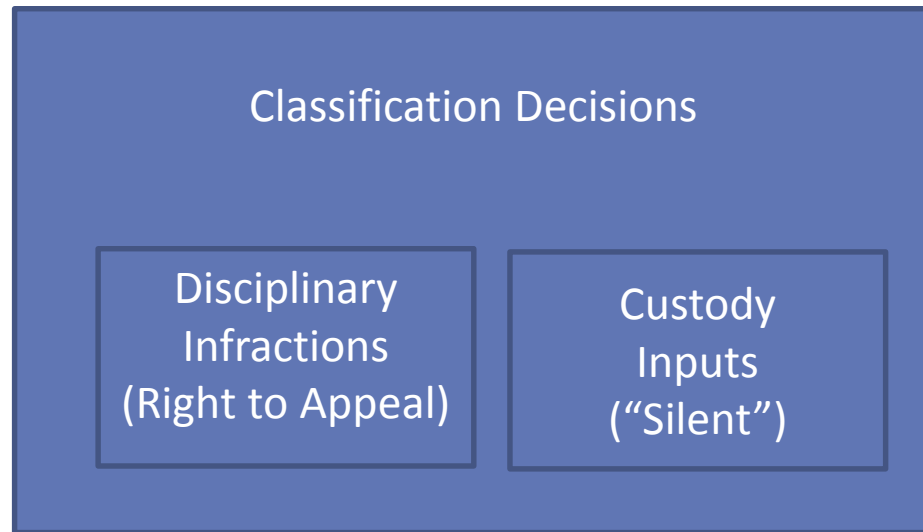 Classification Decisions
Disciplinary
Infractions
(Right to Appeal)
Custody
Inputs
(“Silent”)